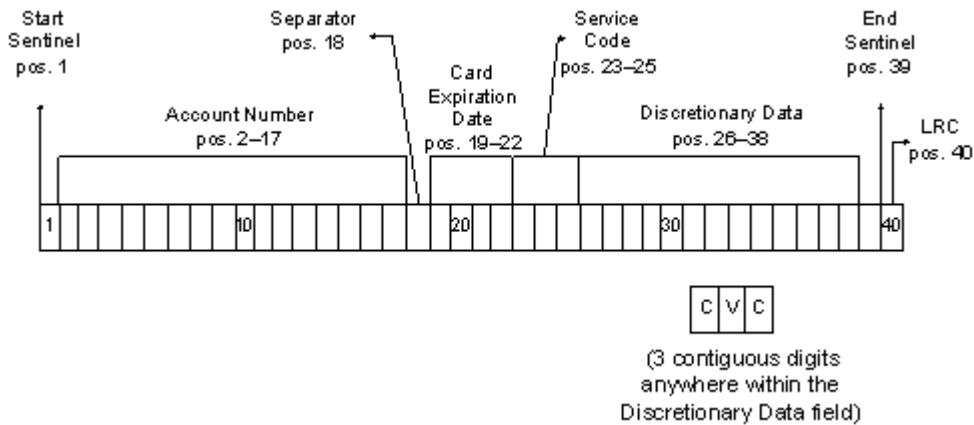 Start
Sentinel
pos. 1
Separator
pos. 18
Service
Code
pos. 23–25
End
Sentinel
pos. 39
Card
Expiration
Date
pos. 19–22
Account Number
pos. 2–17
Discretionary Data
pos. 26–38
LRC
pos. 40
1 10 20 30 40
C V C
(3 contiguous digits
anywhere within the
Discretionary Data field)